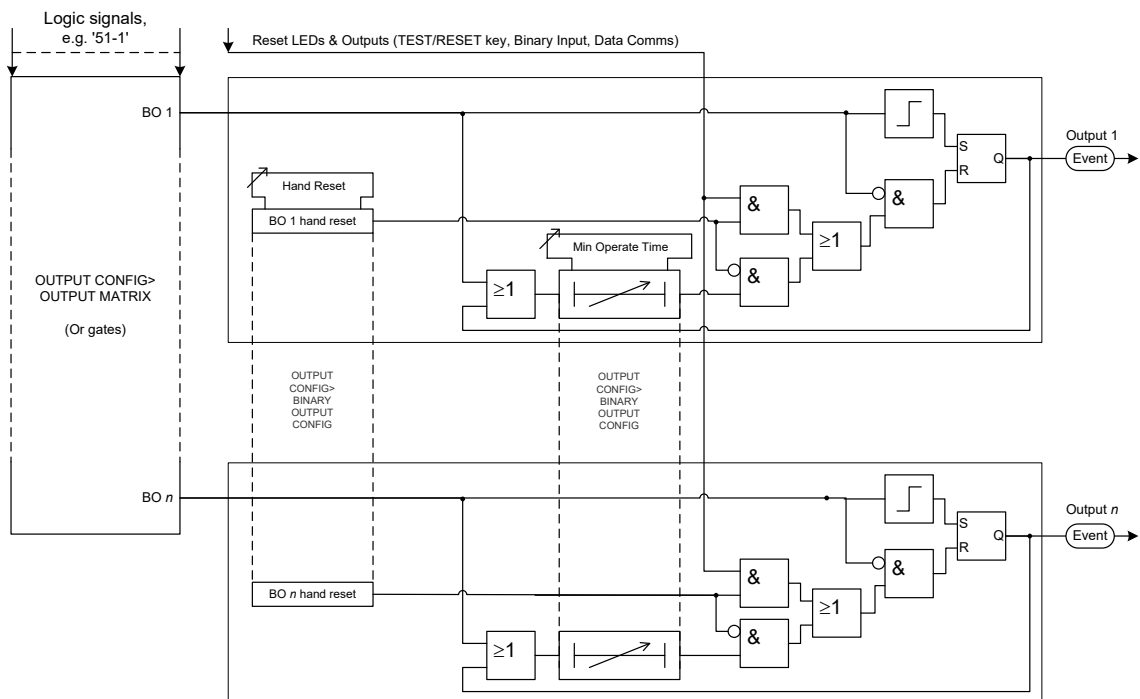 Logic signals,
e.g. '51-1'
Reset LEDs & Outputs (TEST/RESET key, Binary Input, Data Comms)
BO 1
Output 1
S
Q
R
Event
Hand Reset
&
&
BO 1 hand reset
≥1
Min Operate Time
OUTPUT CONFIG>
OUTPUT MATRIX
(Or gates)
≥1
&
OUTPUT
CONFIG>
BINARY
OUTPUT
CONFIG
OUTPUT
CONFIG>
BINARY
OUTPUT
CONFIG
BO n
Output n
S
Q
R
Event
&
&
BO n hand reset
≥1
≥1
&